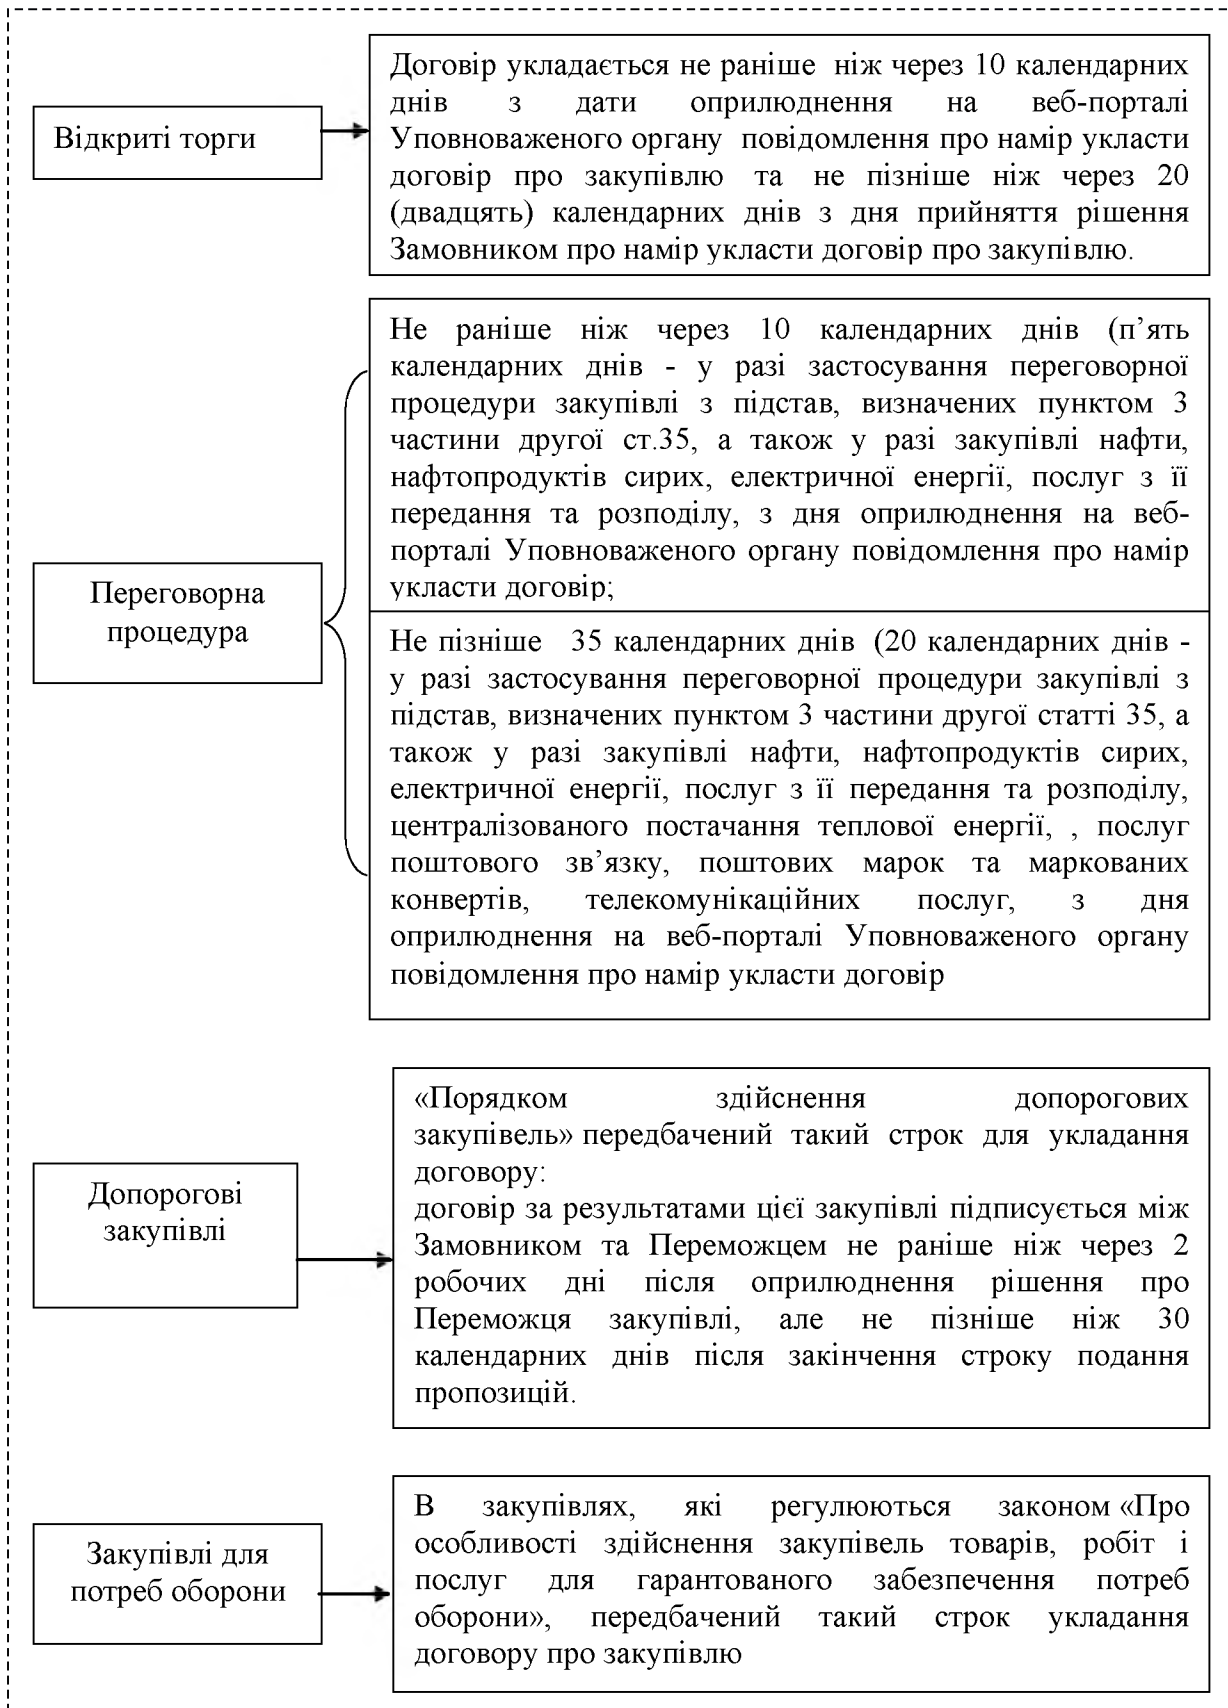 Відкриті торги
Договір укладається не раніше ніж через 10 календарних
днів з дати оприлюднення на веб-порталі
Уповноваженого органу повідомлення про намір укласти
договір про закупівлю та не пізніше ніж через 20
(двадцять) календарних днів з дня прийняття рішення
Замовником про намір укласти договір про закупівлю.
Переговорна
процедура
Не раніше ніж через 10 календарних днів (п’ять
календарних днів - у разі застосування переговорної
процедури закупівлі з підстав, визначених пунктом 3
частини другої ст.35, а також у разі закупівлі нафти,
нафтопродуктів сирих, електричної енергії, послуг з її
передання та розподілу, з дня оприлюднення на веб-
порталі Уповноваженого органу повідомлення про намір
укласти договір;
Не пізніше 35 календарних днів (20 календарних днів -
у разі застосування переговорної процедури закупівлі з
підстав, визначених пунктом 3 частини другої статті 35, а
також у разі закупівлі нафти, нафтопродуктів сирих,
електричної енергії, послуг з її передання та розподілу,
централізованого постачання теплової енергії, , послуг
поштового зв’язку, поштових марок та маркованих
конвертів, телекомунікаційних послуг, з дня
оприлюднення на веб-порталі Уповноваженого органу
повідомлення про намір укласти договір
Допорогові
закупівлі
«Порядком здійснення допорогових
закупівель» передбачений такий строк для укладання
договору:
договір за результатами цієї закупівлі підписується між
Замовником та Переможцем не раніше ніж через 2
робочих дні після оприлюднення рішення про
Переможця закупівлі, але не пізніше ніж 30
календарних днів після закінчення строку подання
пропозицій.
Закупівлі для
потреб оборони
В закупівлях, які регулюються законом «Про
особливості здійснення закупівель товарів, робіт і
послуг для гарантованого забезпечення потреб
оборони», передбачений такий строк укладання
договору про закупівлю